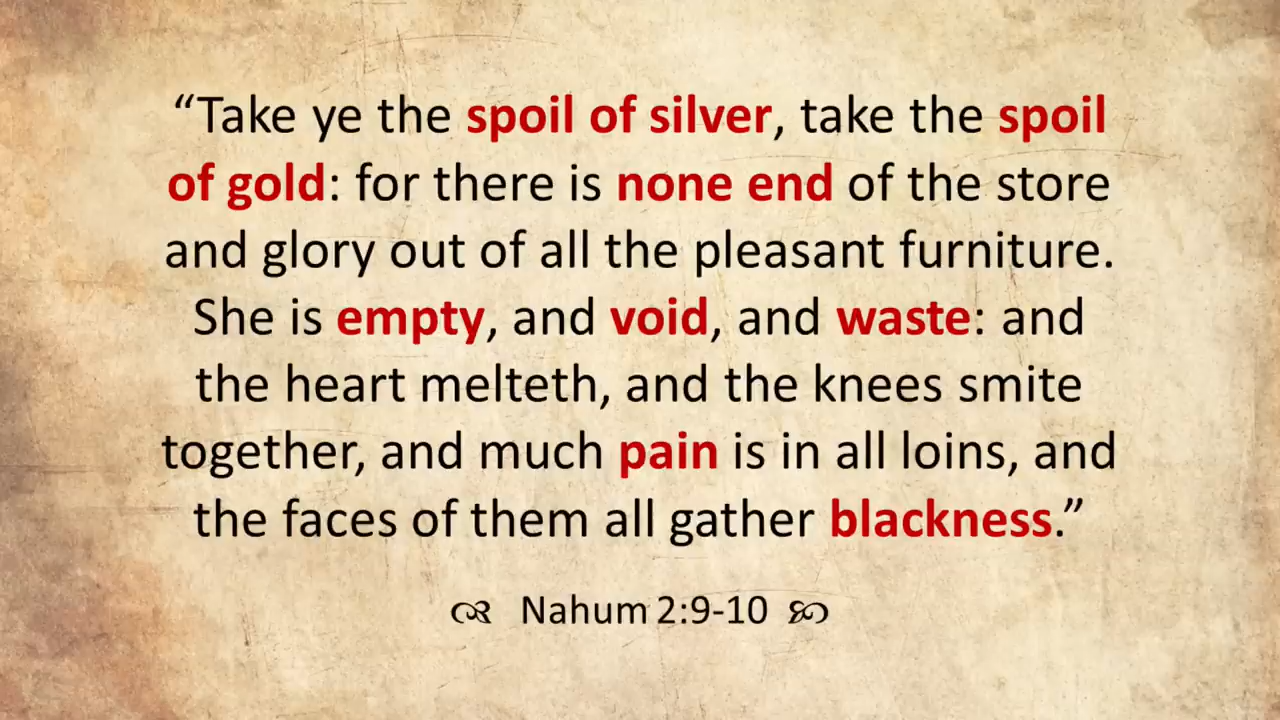 “Take ye the spoil of silver, take the spoil
of gold: for there is none end of the store
and glory out of all the pleasant furniture.
She is empty, and void, and waste: and
the heart melteth, and the knees smite
together, and much pain is in all loins, and
the faces of them all gather blackness.”
Nahum 2:9-10